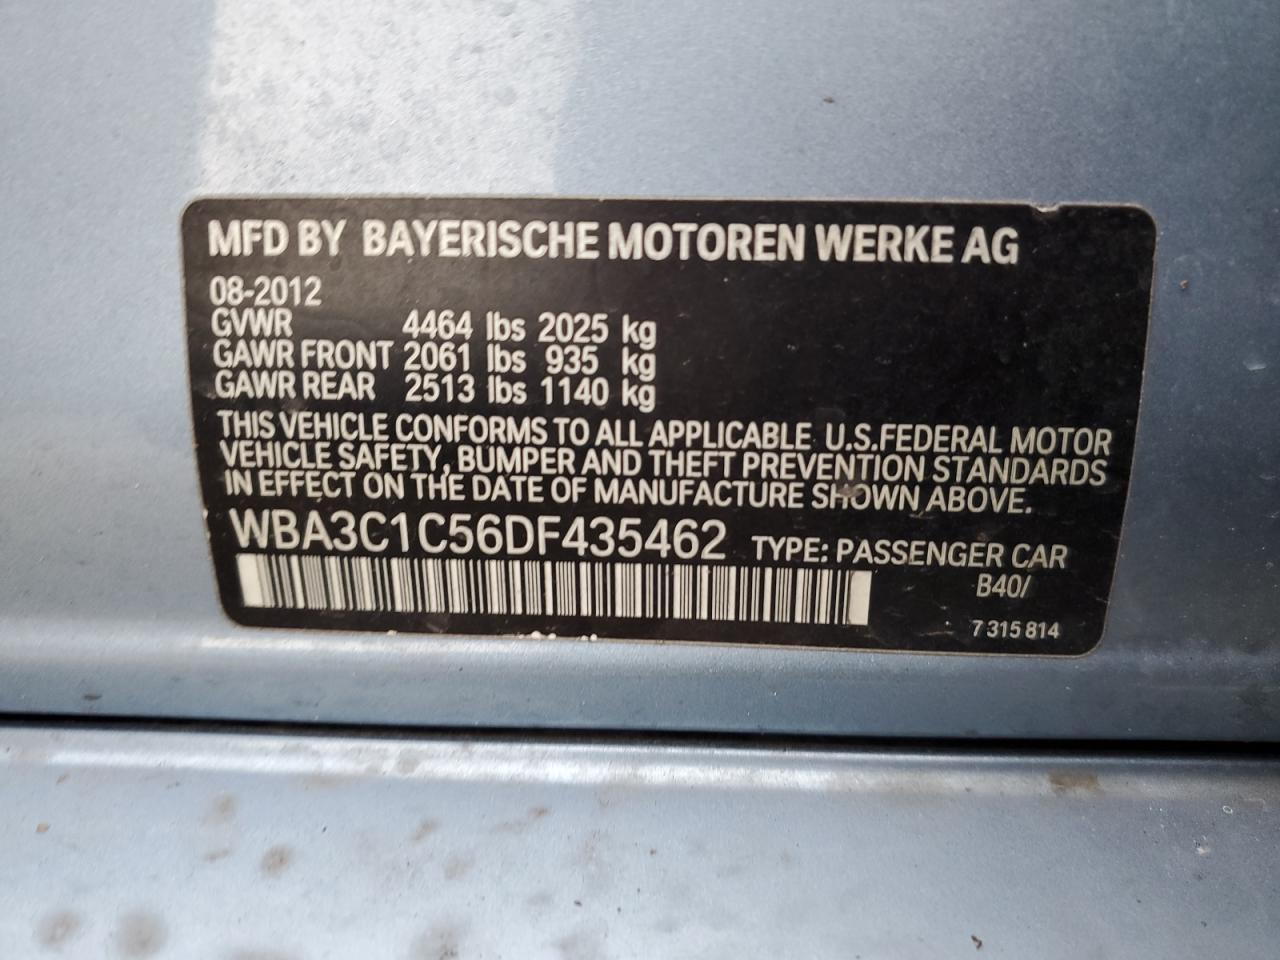 MFD BY BAYERISCHE MOTOREN WERKE AG
08-2012
GVWR 4464 lbs 2025 kg
GAWR FRONT 2061 lbs 935 kg
GAWR REAR 2513 lbs 1140 kg
THIS VEHICLE CONFORMS TO ALL APPLICABLE U.S.FEDERAL MOTOR
VEHICLE SAFETY, BUMPER AND THEFT PREVENTION STANDARDS
IN EFFECT ON THE DATE OF MANUFACTURE SHOWN ABOVE.
WBA3C1C56DF435462 TYPE: PASSENGER CAR
B40/
7 315 814